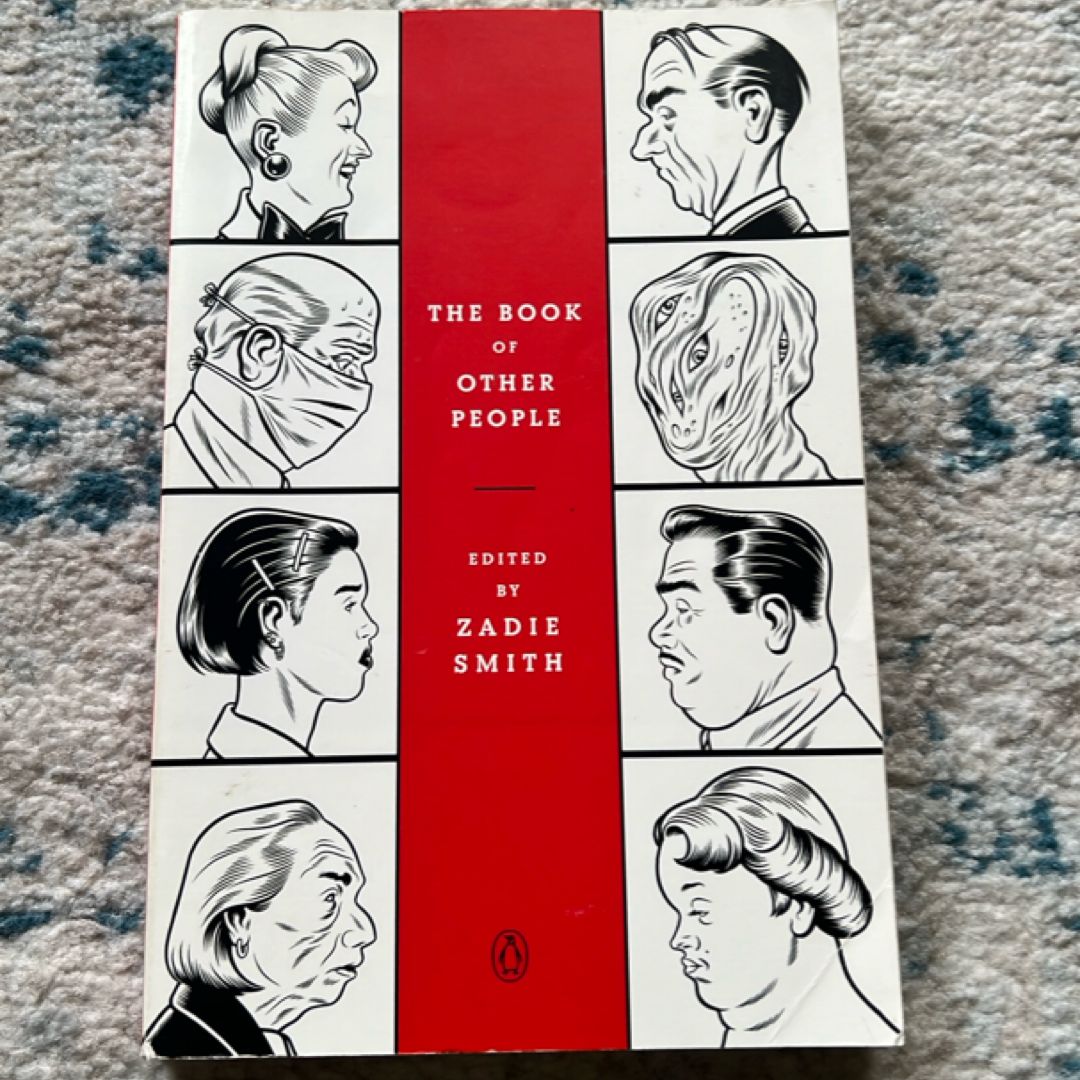 THE BOOK
OF
OTHER
PEOPLE
EDITED
BY
ZADIE
SMITH